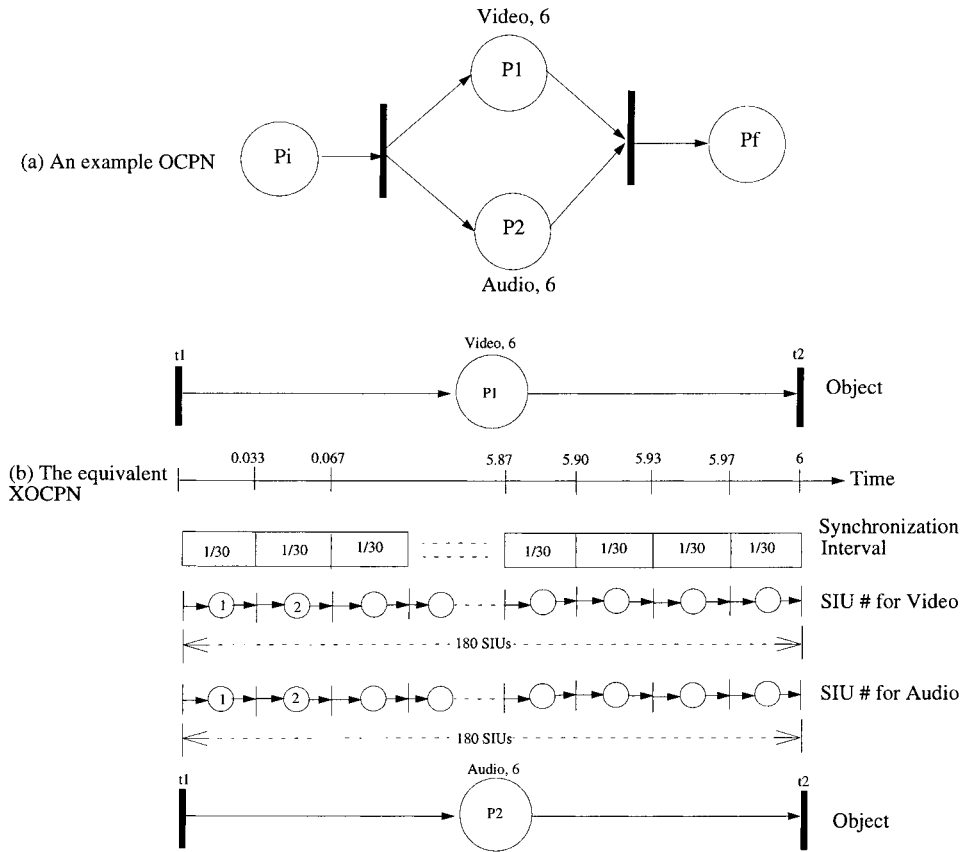 Video, 6
P1
(a) An example OCPN
Pi
Pf
P2
Audio, 6
Video, 6
t1
t2
P1
Object
(b) The equivalent
XOCPN
0.033
0.067
5.87
5.90
5.93
5.97
6
Time
Synchronization
Interval
1/30
1/30
1/30
1/30
1/30
1/30
1/30
1
2
SIU # for Video
180 SIUs
1
2
SIU # for Audio
180 SIUs
Audio, 6
t1
t2
P2
Object